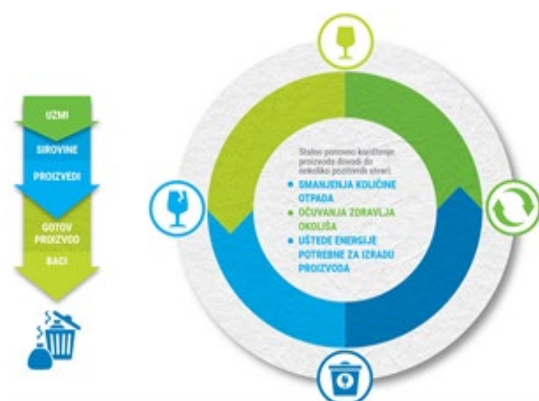 UZMI
SIROVINE
PROIZVEDI
GOTOV
PROIZVOD
BACI
Stalno ponovno korištenje
proizvoda dovodi do
nekoliko pozitivnih stvari:
• SMANJENJA KOLIČINE
OTPADA
• OČUVANJA ZDRAVLJA
OKOLIŠA
• UŠTEDE ENERGIJE
POTREBNE ZA IZRADU
PROIZVODA